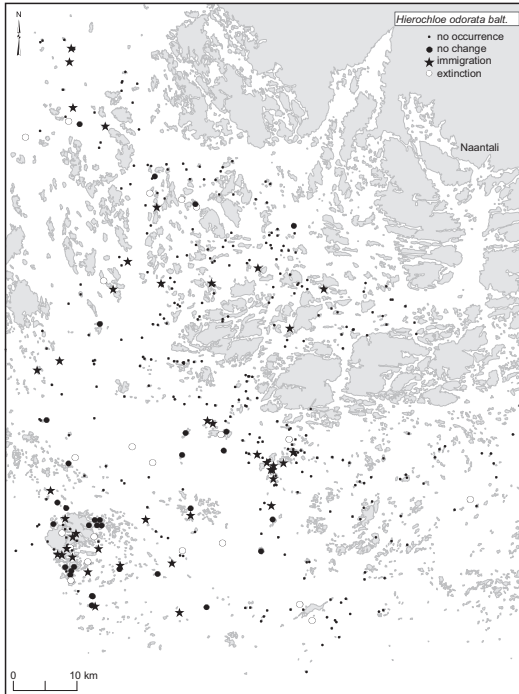 N
Hierochloe odorata balt.
no occurrence
no change
immigration
extinction
Naantali
0 10 km